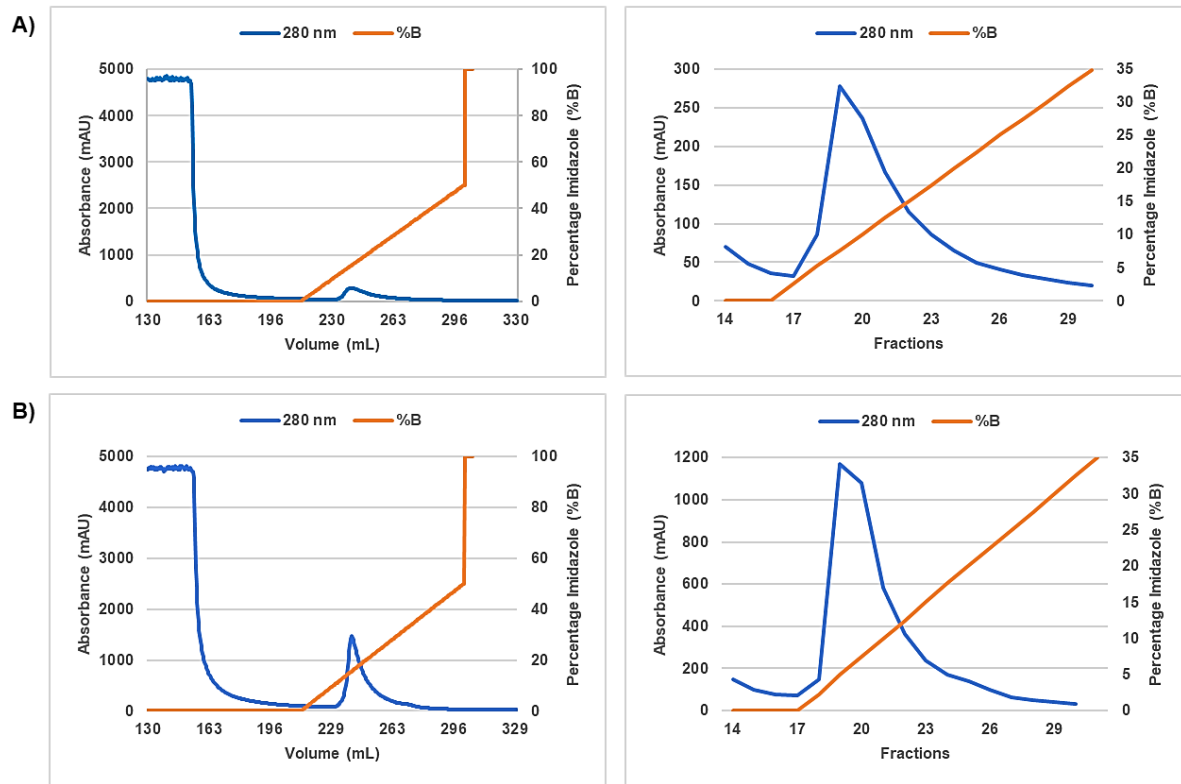 A)
280 nm %B
Absorbance (mAU)
5000
4000
3000
2000
1000
0
100
80
60
40
20
0
Percentage Imidazole (%B)
130 163 196 230 263 296 330
Volume (mL)
280 nm %B
Absorbance (mAU)
300
250
200
150
100
50
0
35
30
25
20
15
10
5
0
Percentage Imidazole (%B)
14 17 20 23 26 29
Fractions
B)
280 nm %B
Absorbance (mAU)
5000
4000
3000
2000
1000
0
100
80
60
40
20
0
Percentage Imidazole (%B)
130 163 196 229 263 296 329
Volume (mL)
280 nm %B
Absorbance (mAU)
1200
1000
800
600
400
200
0
35
30
25
20
15
10
5
0
Percentage Imidazole (%B)
14 17 20 23 26 29
Fractions